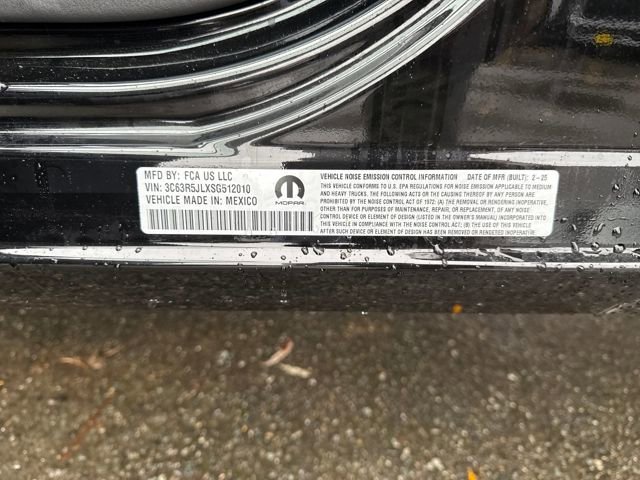 MFD BY: FCA US LLC
VIN: 3C63R5JLXSG512010
VEHICLE MADE IN: MEXICO
MOPAR
VEHICLE NOISE EMISSION CONTROL INFORMATION DATE OF MFR (BUILT): 2-25
THIS VEHICLE CONFORMS TO U.S. EPA REGULATIONS FOR NOISE EMISSION APPLICABLE TO MEDIUM
AND HEAVY TRUCKS. THE FOLLOWING ACTS OR THE CAUSING THEREOF BY ANY PERSON
ARE PROHIBITED BY THE NOISE CONTROL ACT OF 1972: (A) THE REMOVAL OR RENDERING
INOPERATIVE, OTHER THAN FOR PURPOSES OF MAINTENANCE, REPAIR, OR REPLACEMENT, OF ANY NOISE
CONTROL DEVICE OR ELEMENT OF DESIGN (LISTED IN THE OWNER'S MANUAL) INCORPORATED INTO THIS
VEHICLE IN COMPLIANCE WITH THE NOISE CONTROL ACT; (B) THE USE OF THIS VEHICLE AFTER SUCH
DEVICE OR ELEMENT OF DESIGN HAS BEEN REMOVED OR RENDERED INOPERATIVE.